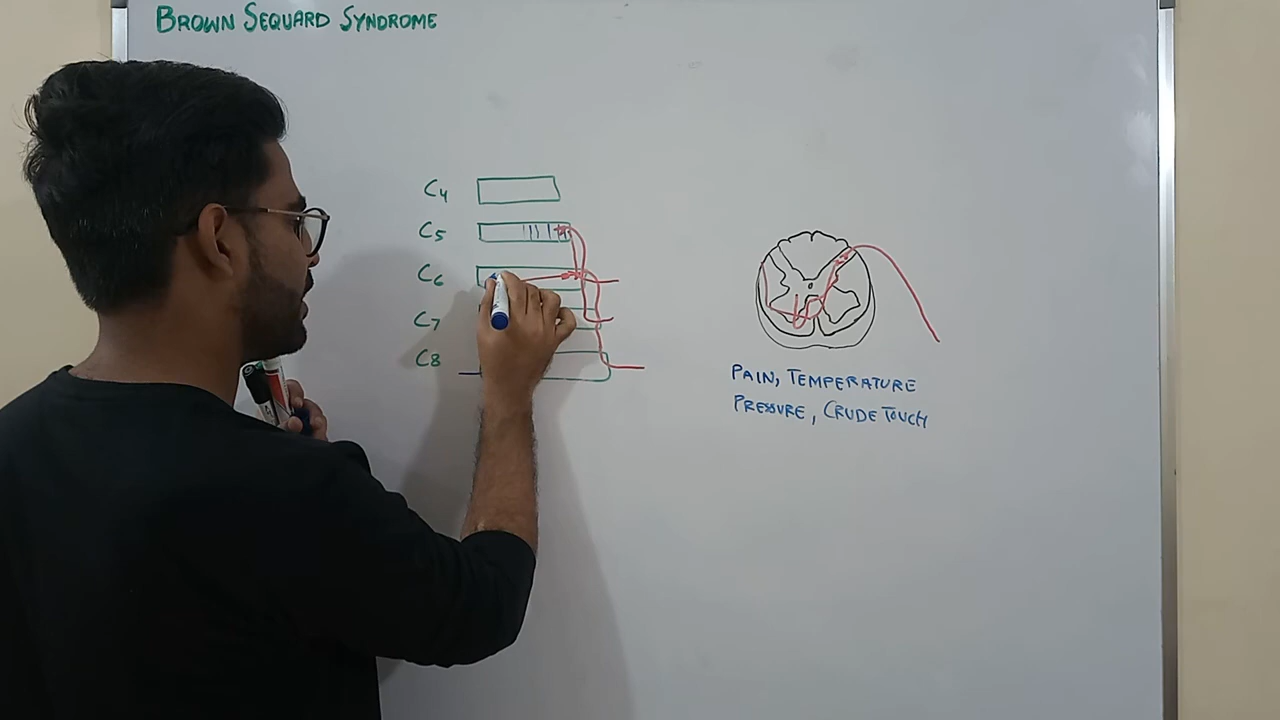 BROWN SEQUARD SYNDROME
C4
C5
C6
C7
C8
PAIN, TEMPERATURE
PRESSURE, CRUDE TOUCH